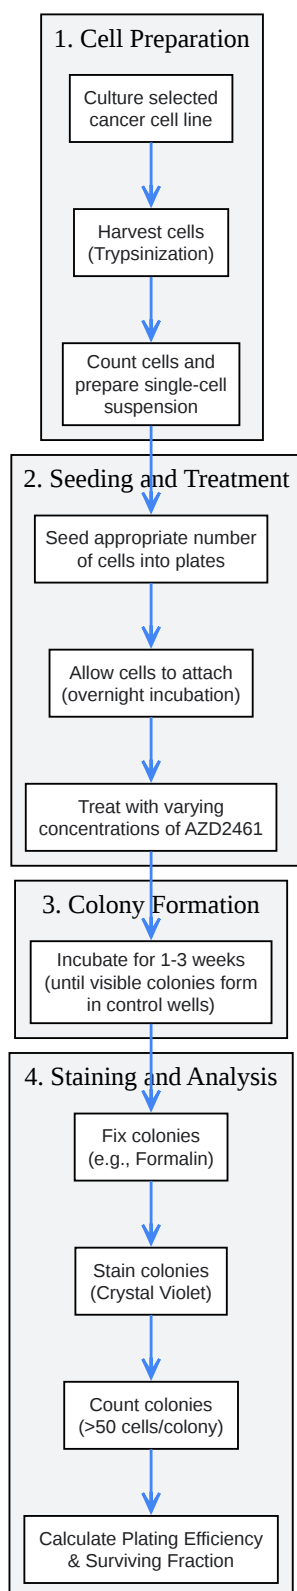 1. Cell Preparation
Culture selected
cancer cell line
Harvest cells
(Trypsinization)
Count cells and
prepare single-cell
suspension
2. Seeding and Treatment
Seed appropriate number
of cells into plates
Allow cells to attach
(overnight incubation)
Treat with varying
concentrations of AZD2461
3. Colony Formation
Incubate for 1-3 weeks
(until visible colonies form
in control wells)
4. Staining and Analysis
Fix colonies
(e.g., Formalin)
Stain colonies
(Crystal Violet)
Count colonies
(>50 cells/colony)
Calculate Plating Efficiency
& Surviving Fraction